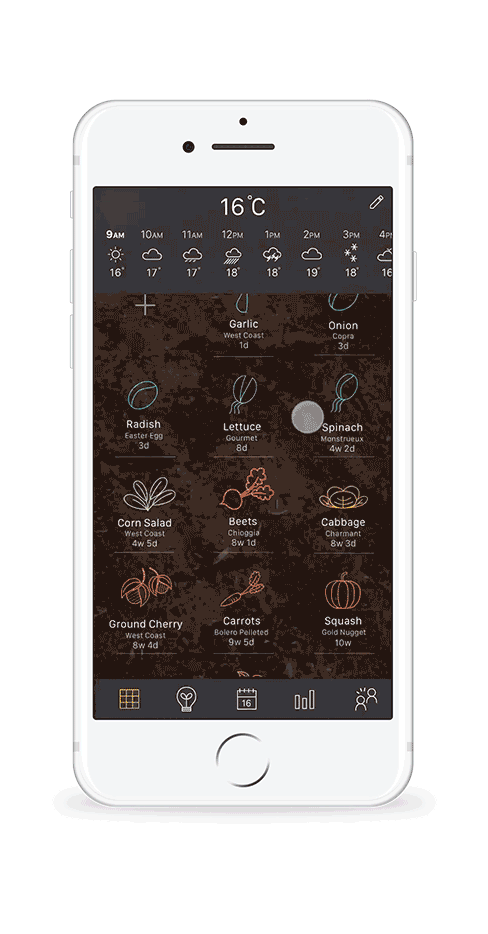 16°C
9AM 10AM 11AM 12PM 1PM 2PM 3PM 4P
16° 17° 17° 18° 18° 19° 18° 16
Garlic Onion
West Coast Copra
1d 3d
Radish Lettuce Spinach
Easter Egg Gourmet Monstrueux
3d 8d 4w 2d
Corn Salad Beets Cabbage
West Coast Chioggia Charmant
4w 5d 8w 1d 8w 3d
Ground Cherry Carrots Squash
West Coast Bolero Pelleted Gold Nugget
8w 4d 9w 5d 10w
16